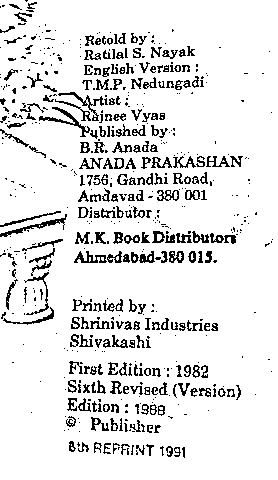 Retold by :
Ratilal S. Nayak
English Version :
T.M.P. Nedungadi
Artist :
Rajnee Vyas
Published by :
B.R. Anada
ANADA PRAKASHAN
1756, Gandhi Road,
Amdavad - 380 001
Distributor :
M.K. Book Distributors
Ahmedabad-380 015.
Printed by :
Shrinivas Industries
Shivakashi
First Edition : 1982
Sixth Revised (Version)
Edition : 1988
© Publisher
8th REPRINT 1991